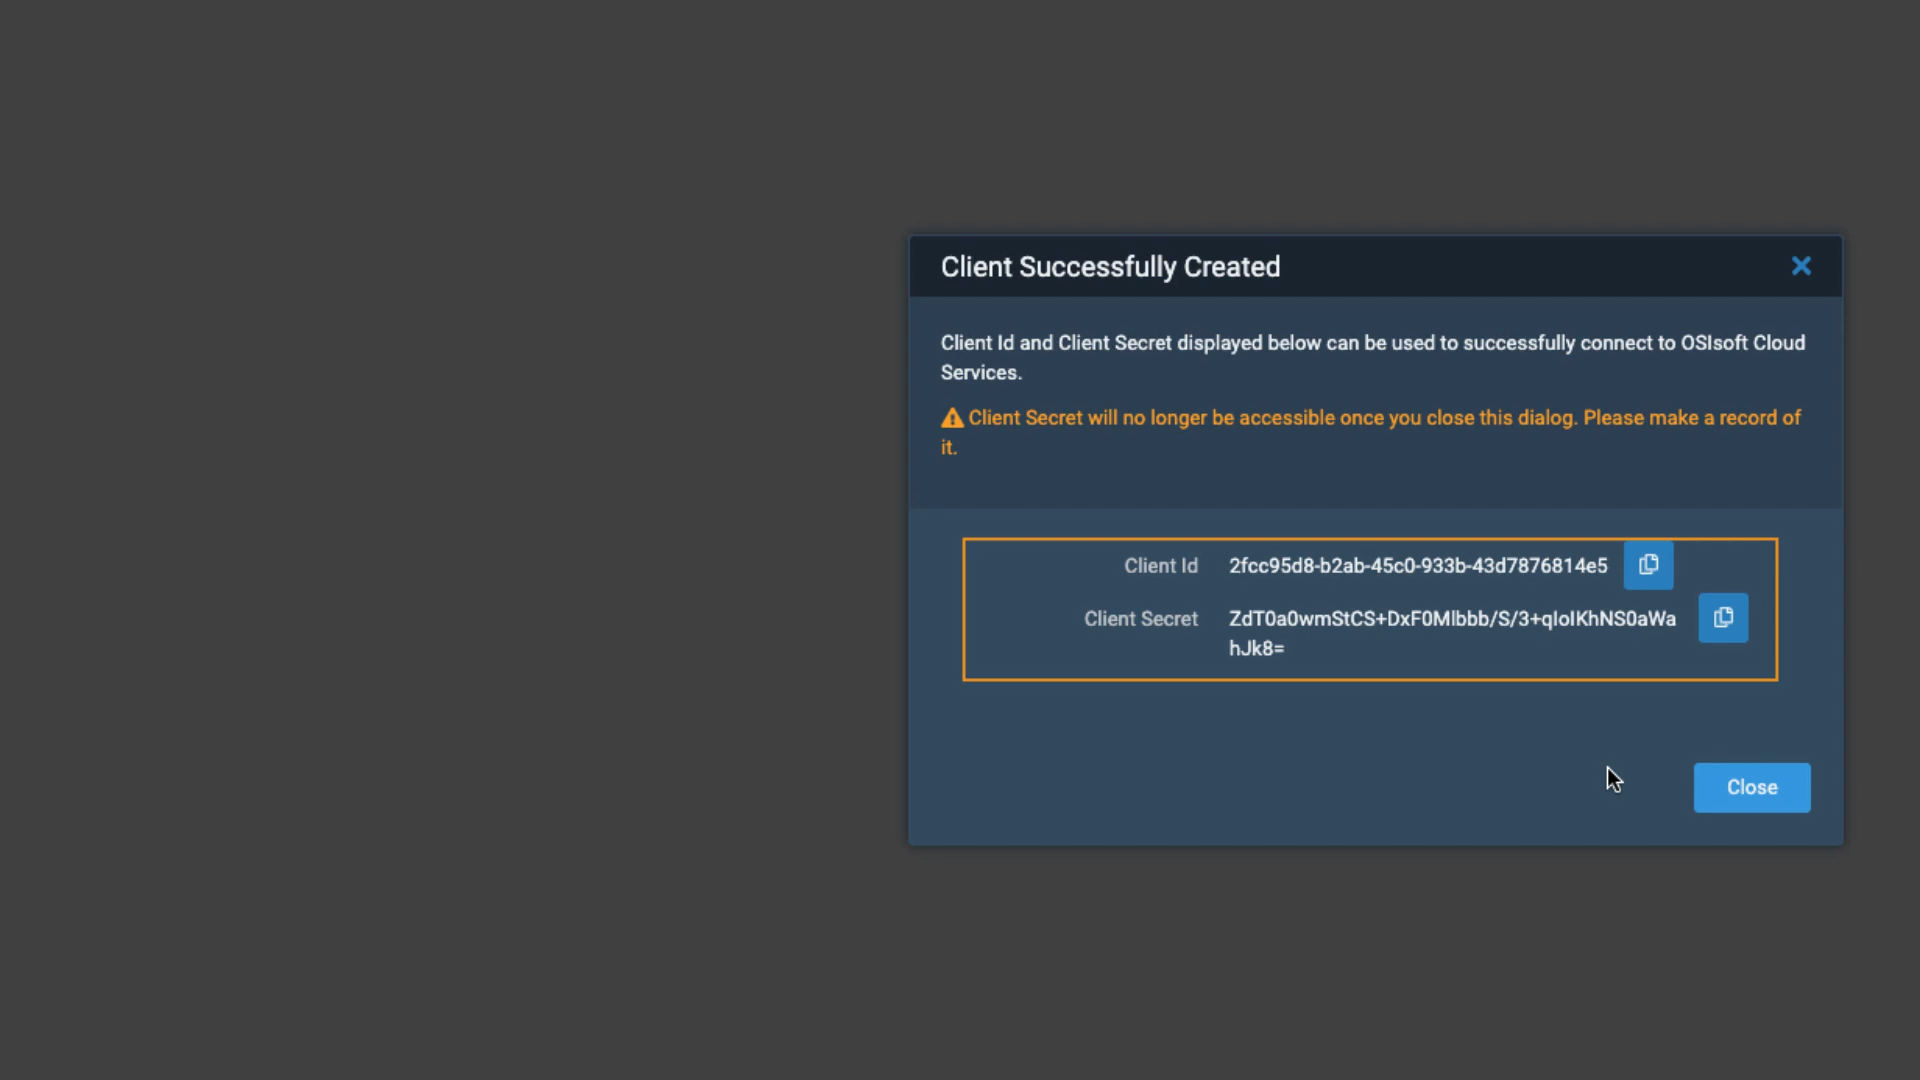 Client Successfully Created
Client Id and Client Secret displayed below can be used to successfully connect to OSIsoft Cloud
Services.
Client Secret will no longer be accessible once you close this dialog. Please make a record of
it.
Client Id 2fcc95d8-b2ab-45c0-933b-43d7876814e5
Client Secret ZdT0a0wmStCS+DxF0MIbbb/S/3+qIoIKhNS0aWa
hJk8=
Close